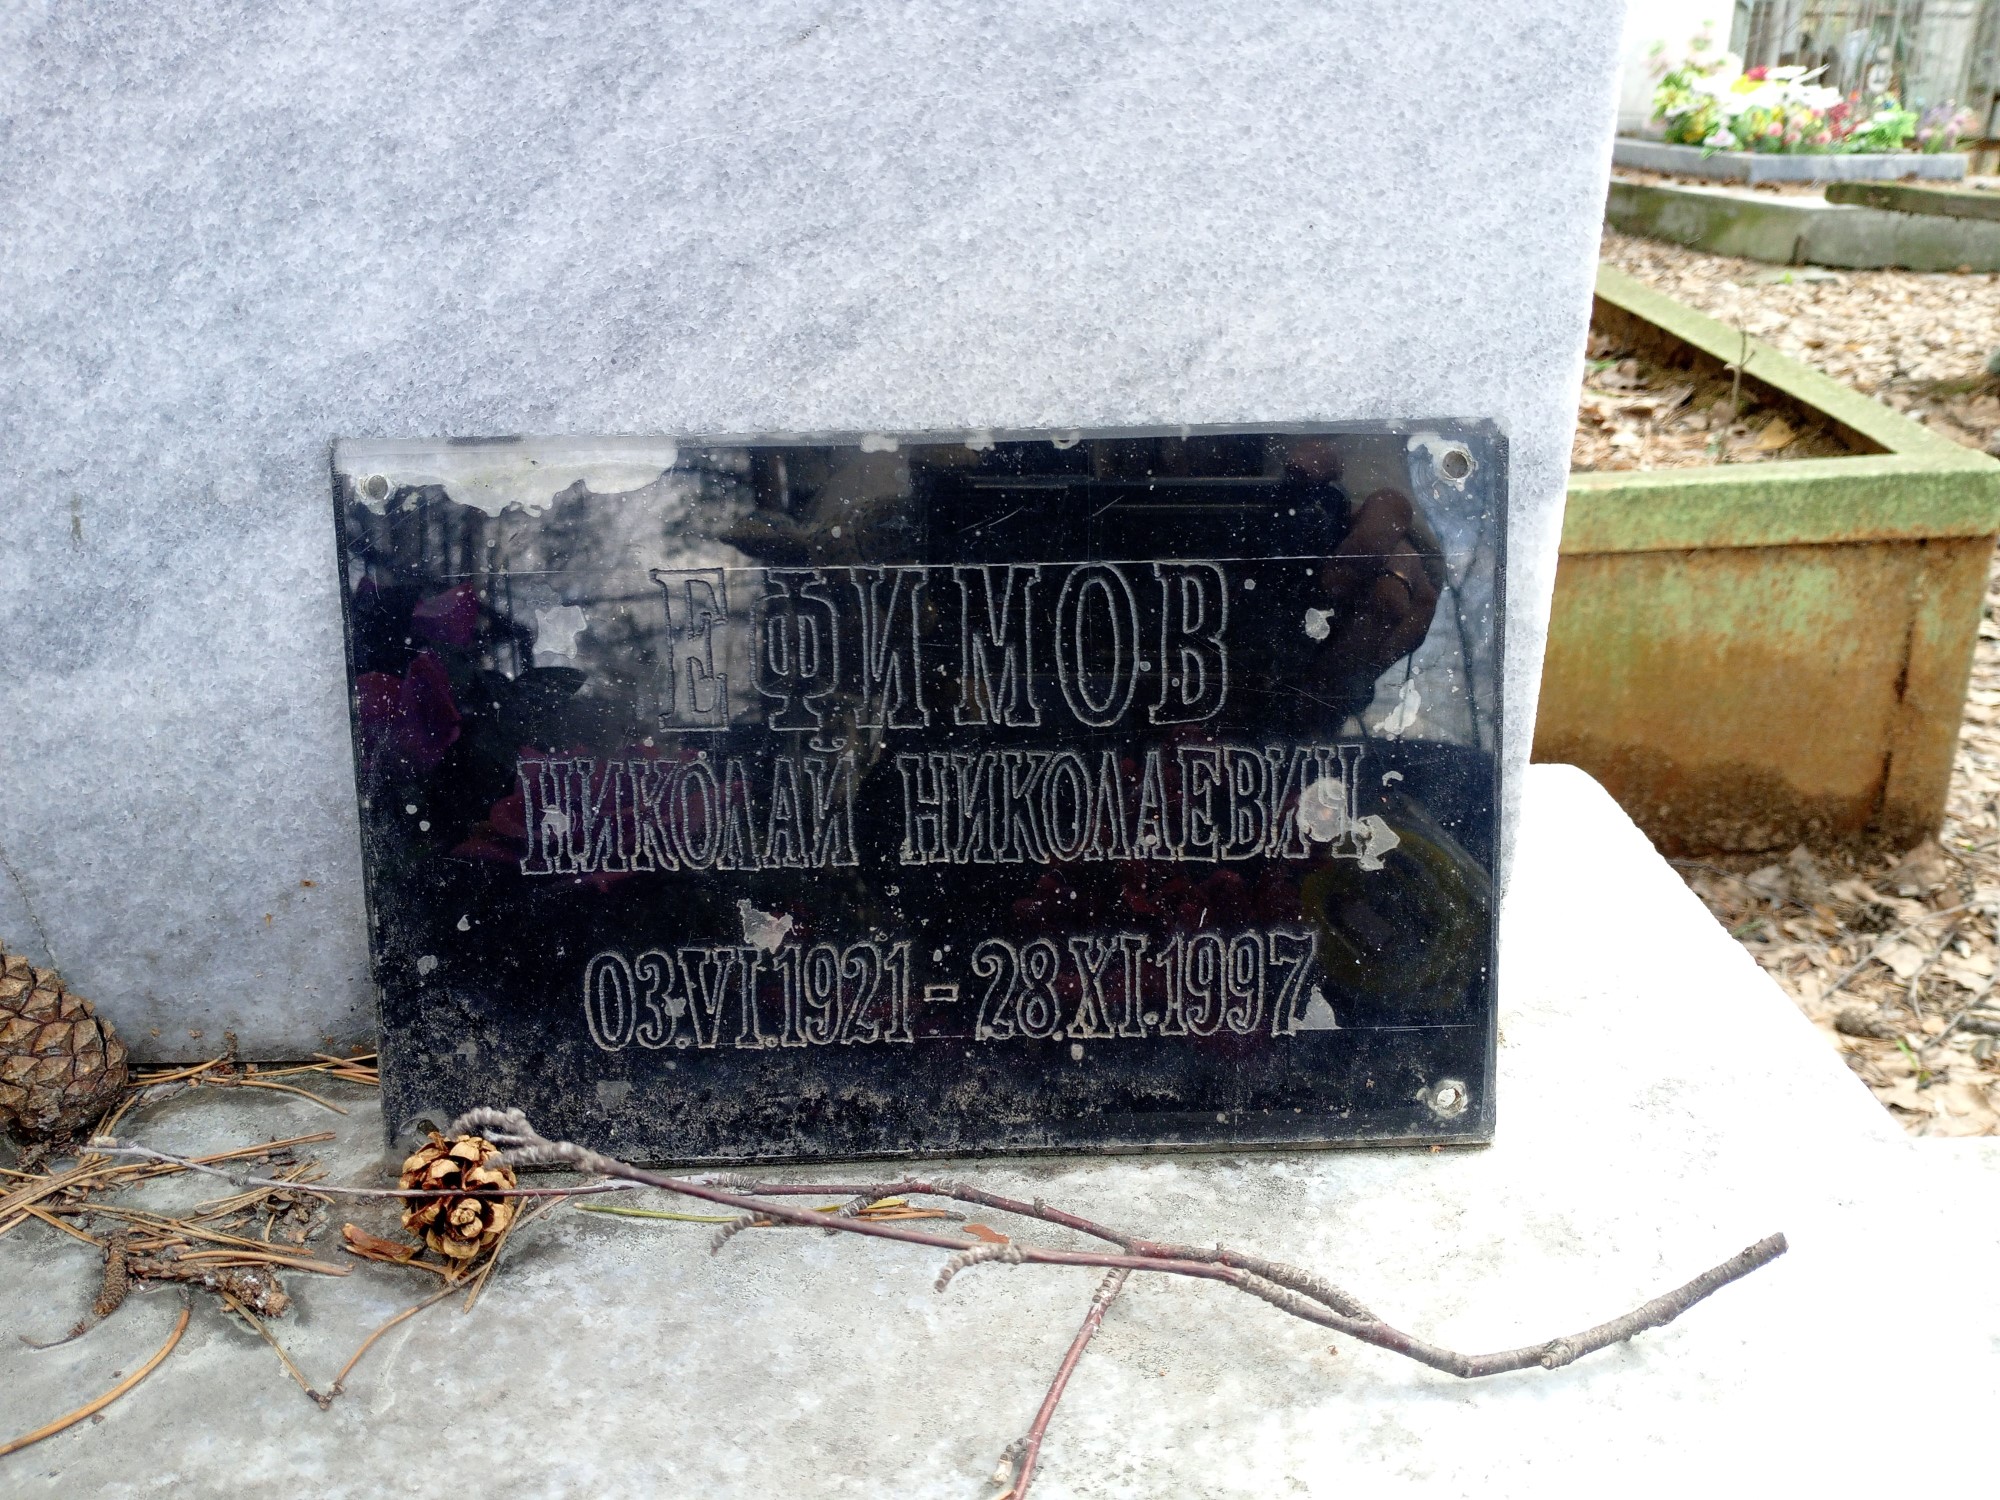 ЕФИМОВ
НИКОЛАЙ НИКОЛАЕВИЧ
03.VI.1921 - 28.XI.1997